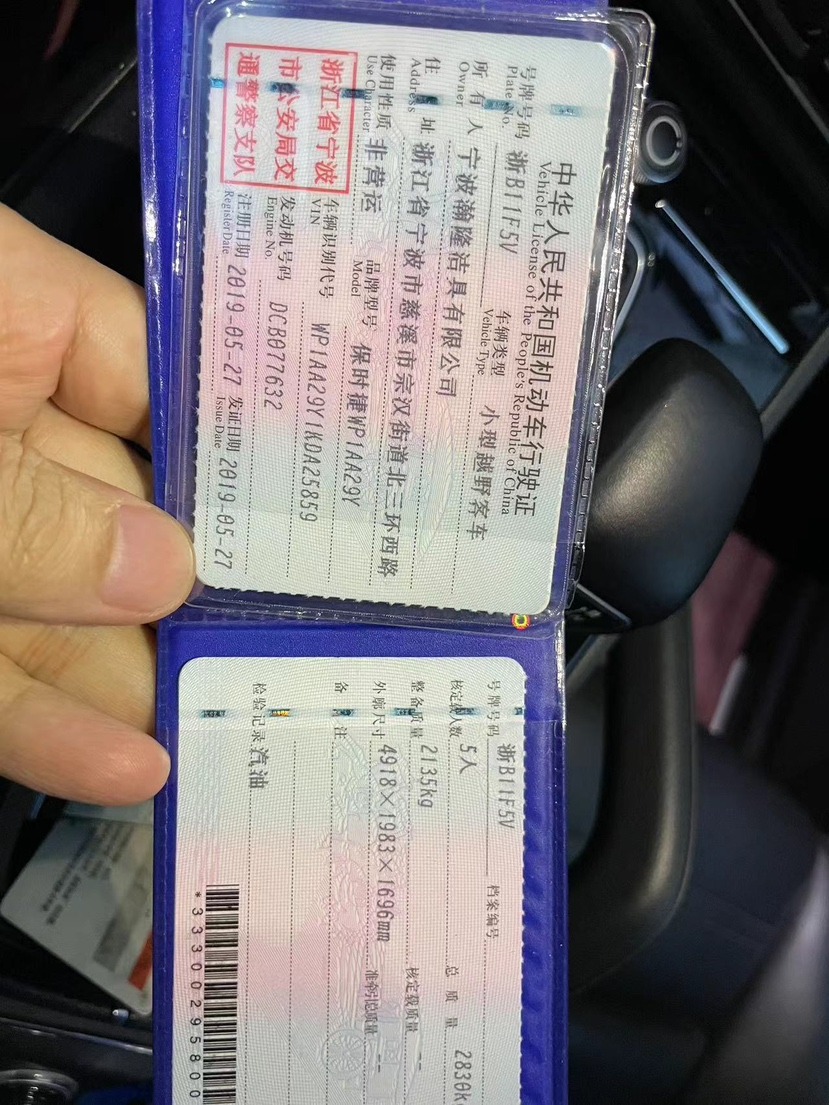 中华人民共和国机动车行驶证
Vehicle License of the People's Republic of China
号牌号码 浙B11F5V 车辆类型 小型越野客车
Plate No. Vehicle Type
所有人 宁波瀚隆洁具有限公司
Owner
住址 浙江省宁波市慈溪市宗汉街道北三环西路
Address
使用性质 非营运 品牌型号 保时捷WP1AA29Y
Use Character Model
浙江省宁波
市公安局交
通警察支队
车辆识别代号 WP1AA29Y1KDA25859
VIN
发动机号码 DCB077632
Engine No.
注册日期 2019-05-27 发证日期 2019-05-27
Register Date Issue Date
号牌号码 浙B11F5V 档案编号
核定载人数 5人 总质量 2830k
整备质量 2135kg 核定载质量 --
外廓尺寸 4918×1983×1696mm 准牵引总质量 --
备注
检验记录 汽油
*33300295800